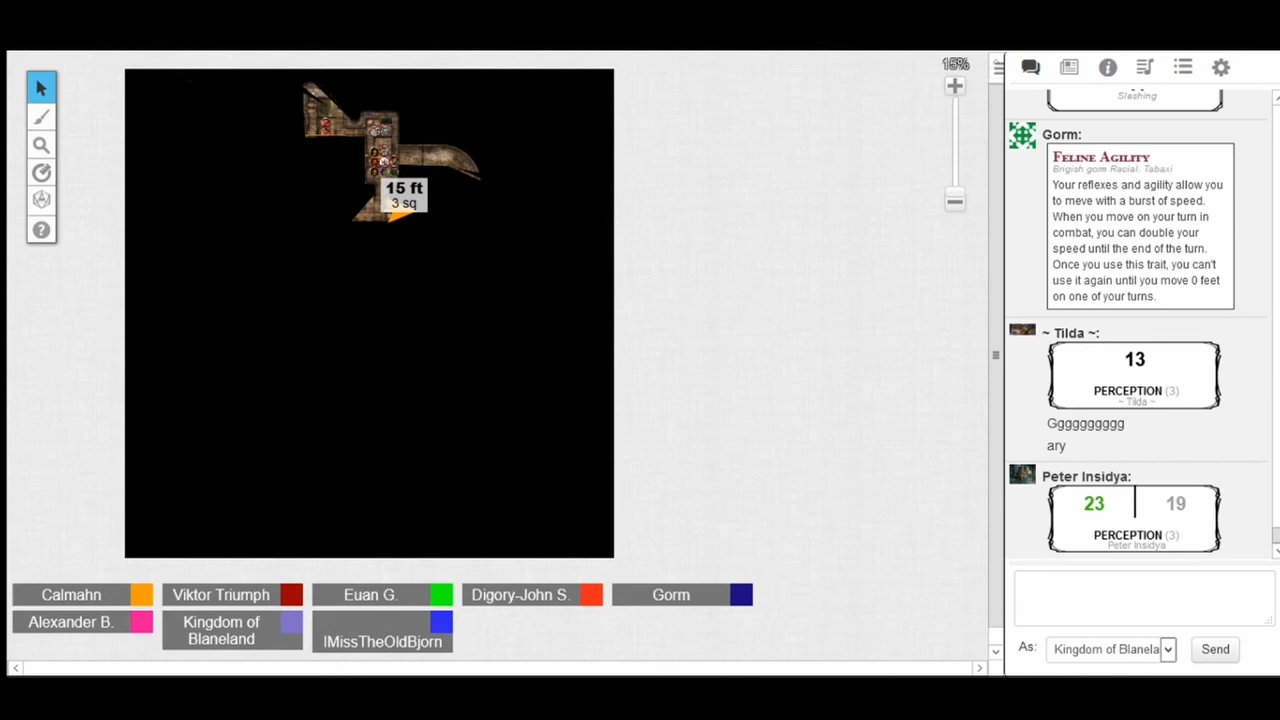 15%
Slashing
Gorm:
FELINE AGILITY
Brigish gom Racial: Tabaxi
Your reflexes and agility allow you
to move with a burst of speed.
When you move on your turn in
combat, you can double your
speed until the end of the turn.
Once you use this trait, you can't
use it again until you move 0 feet
on one of your turns.
15 ft
3 sq
~ Tilda ~:
13
PERCEPTION (3)
~ Tilda ~
Gggggggggg
ary
Peter Insidya:
23 19
PERCEPTION (3)
Peter Insidya
Calmahn
Viktor Triumph
Euan G.
Digory-John S.
Gorm
Alexander B.
Kingdom of
Blaneland
IMissTheOldBjorn
As: Kingdom of Blanela
Send